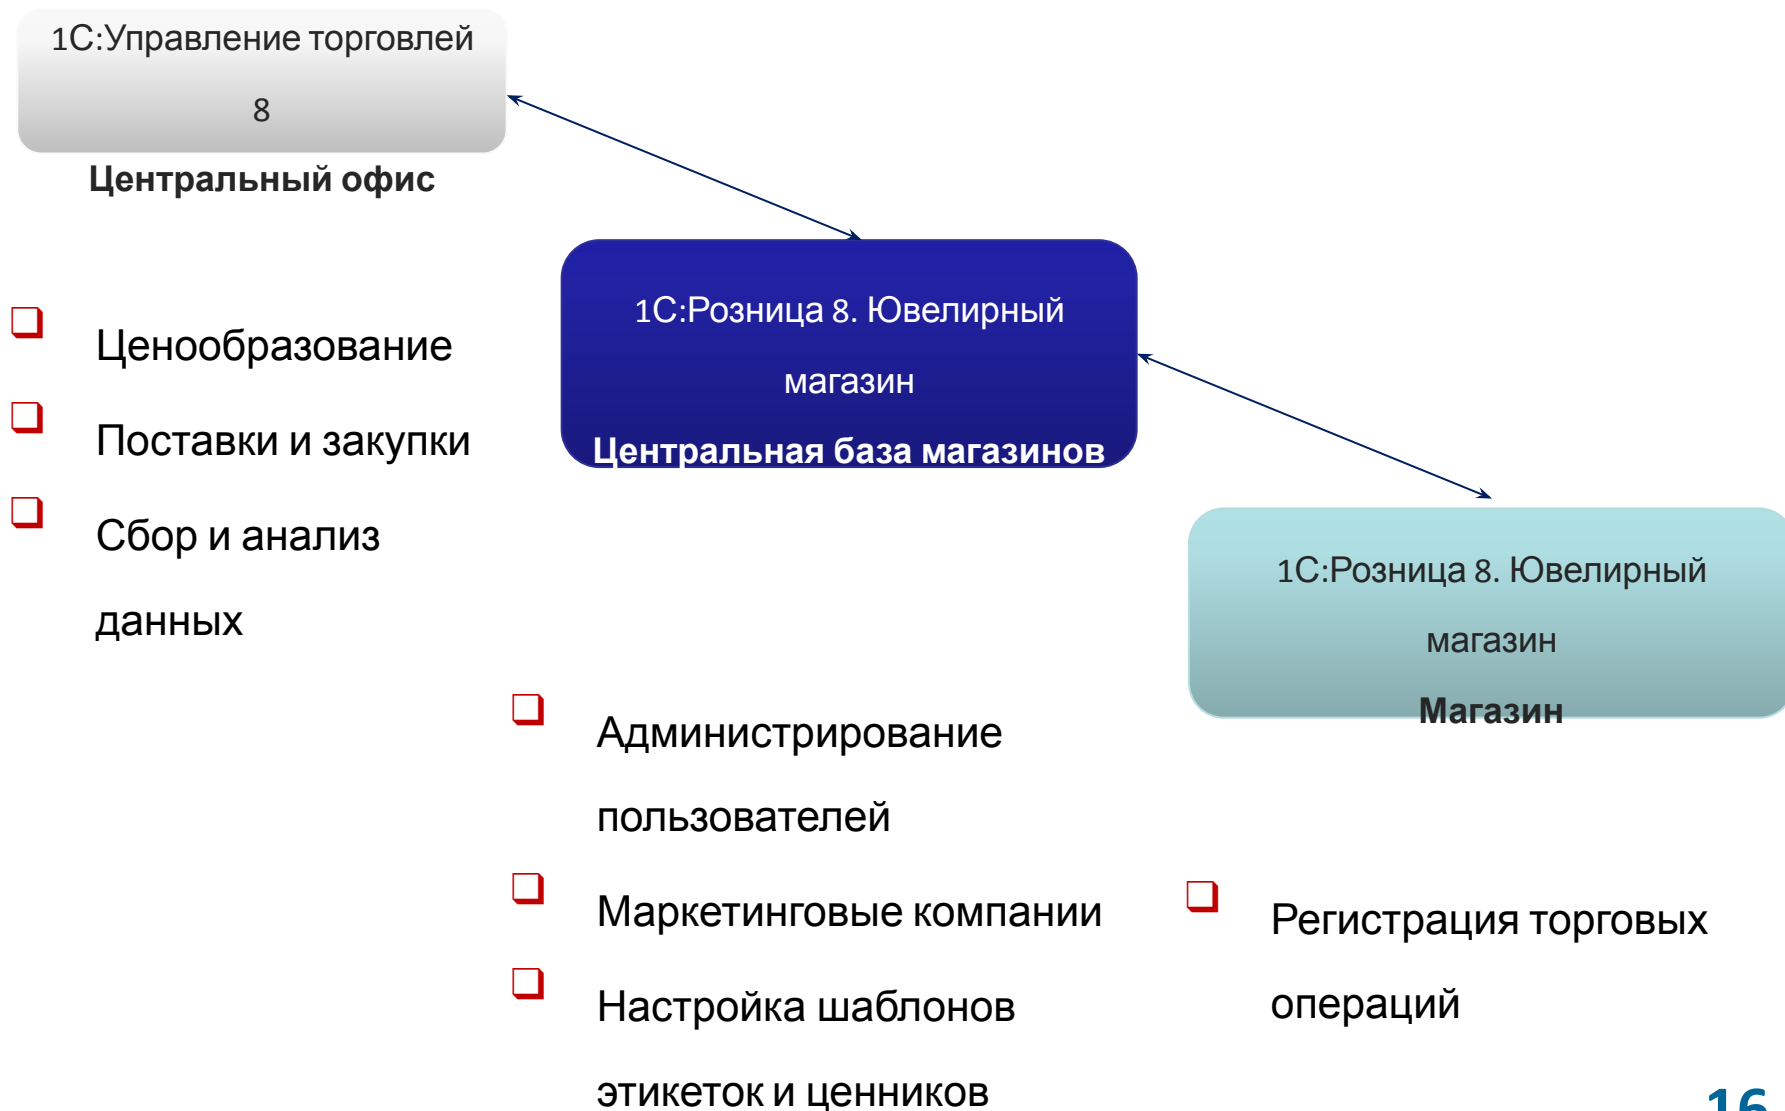 1С:Управление торговлей
8
Центральный офис
Ценообразование
Поставки и закупки
Сбор и анализ
данных
1С:Розница 8. Ювелирный
магазин
Центральная база магазинов
Администрирование
пользователей
Маркетинговые компании
Настройка шаблонов
этикеток и ценников
1С:Розница 8. Ювелирный
магазин
Магазин
Регистрация торговых
операций
16